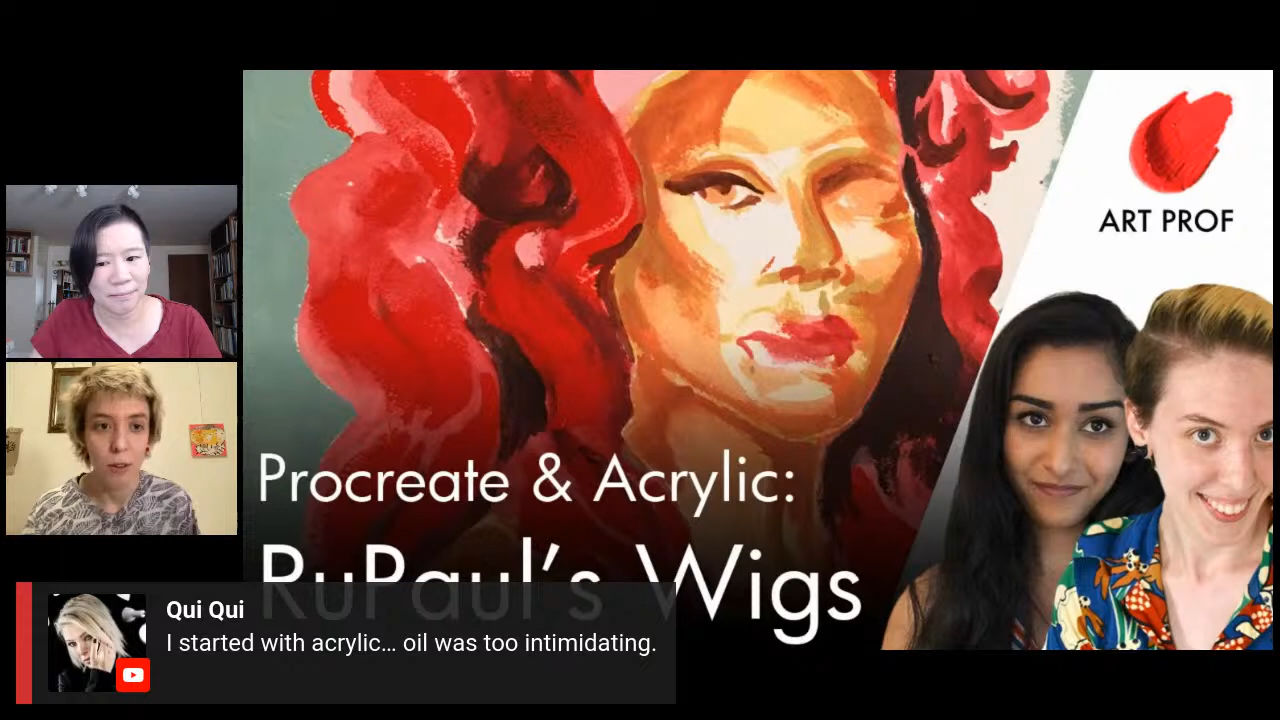 ART PROF
Procreate & Acrylic:
RuPaul's Wigs
Qui Qui
I started with acrylic... oil was too intimidating.